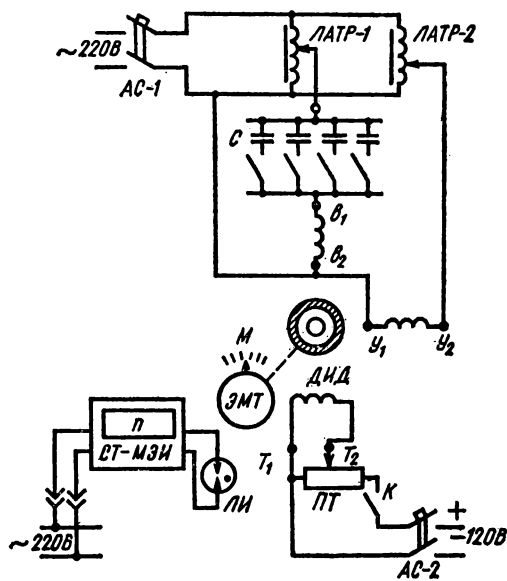 ~220В
АС-1
ЛАТР-1
ЛАТР-2
С
В₁
В₂
У₁
У₂
М
ЭМТ
ДИД
n
СТ-МЭИ
ЛИ
~220В
Т₁
Т₂
ПТ
К
+
-120В
АС-2